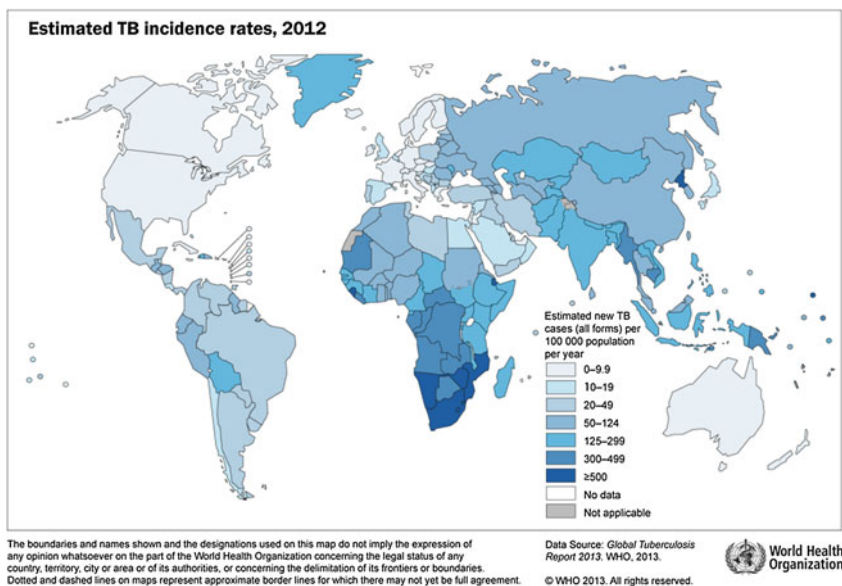 Estimated TB incidence rates, 2012
Estimated new TB
cases (all forms) per
100 000 population
per year
0–9.9
10–19
20–49
50–124
125–299
300–499
≥500
No data
Not applicable
The boundaries and names shown and the designations used on this map do not imply the expression of
any opinion whatsoever on the part of the World Health Organization concerning the legal status of any
country, territory, city or area or of its authorities, or concerning the delimitation of its frontiers or boundaries.
Dotted and dashed lines on maps represent approximate border lines for which there may not yet be full agreement.
Data Source: Global Tuberculosis
Report 2013. WHO, 2013.
© WHO 2013. All rights reserved.
World Health
Organization